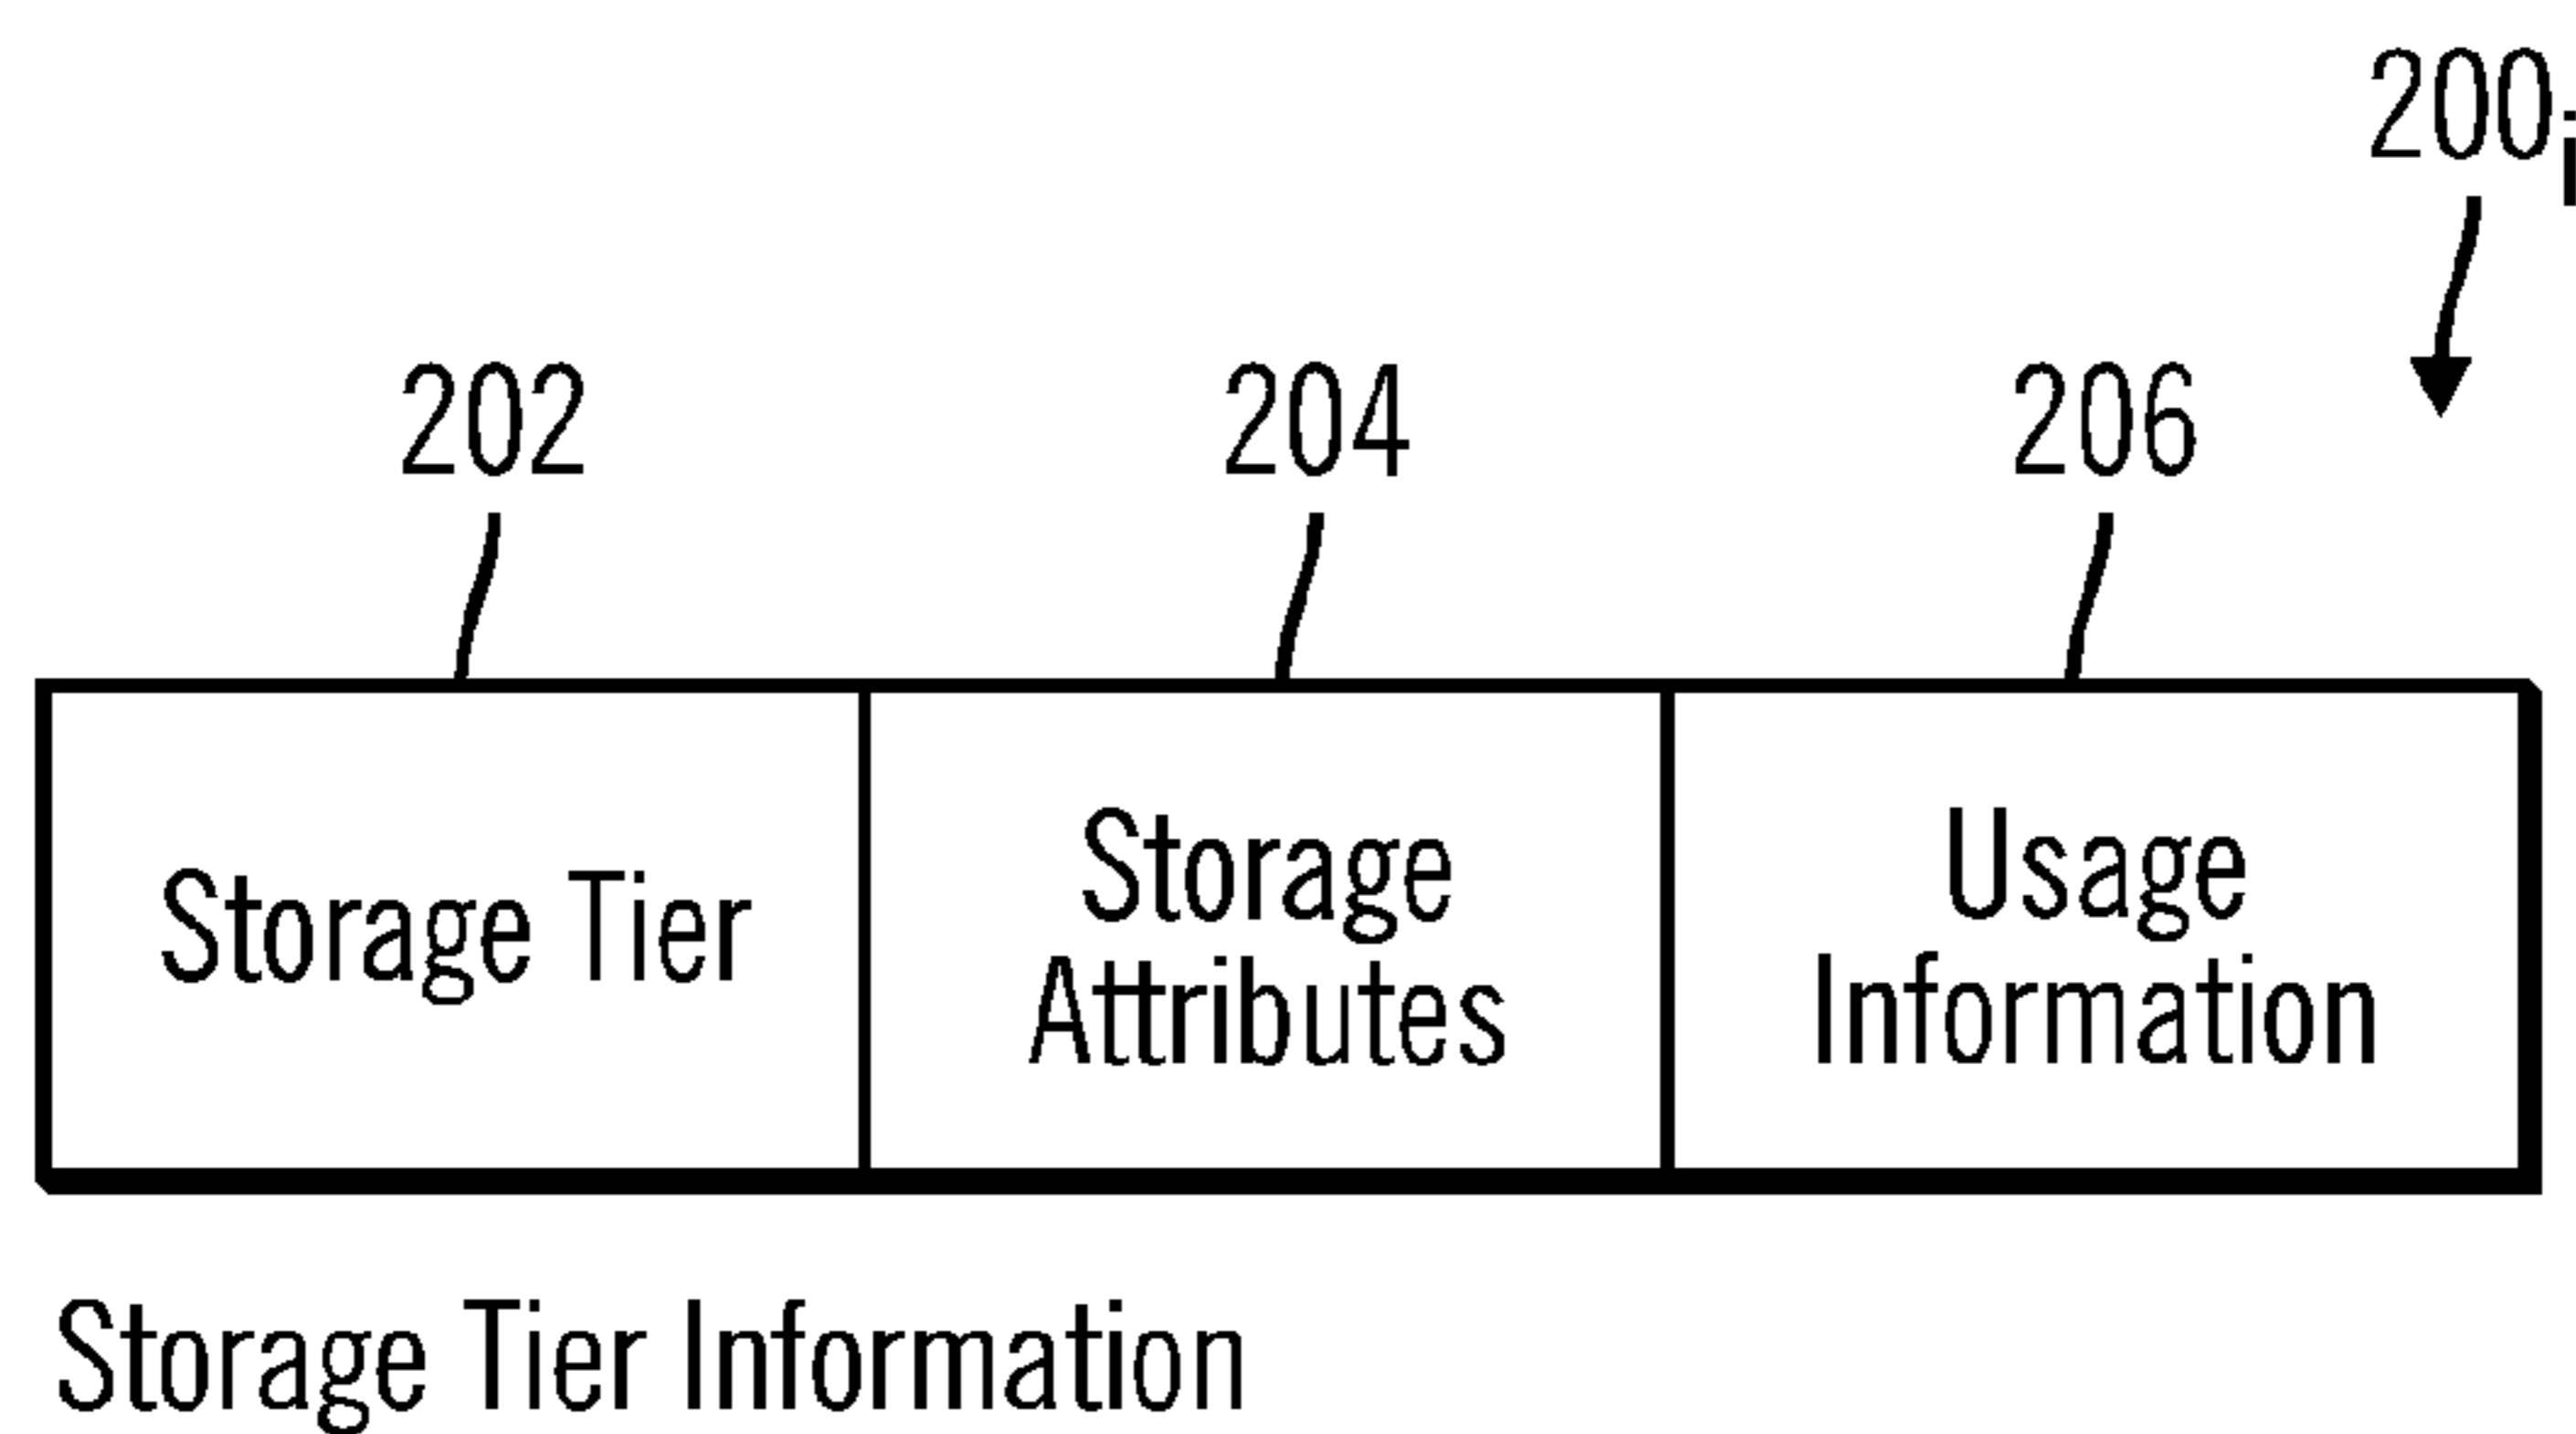 200i
202 204 206
Storage Tier
Storage
Attributes
Usage
Information
Storage Tier Information